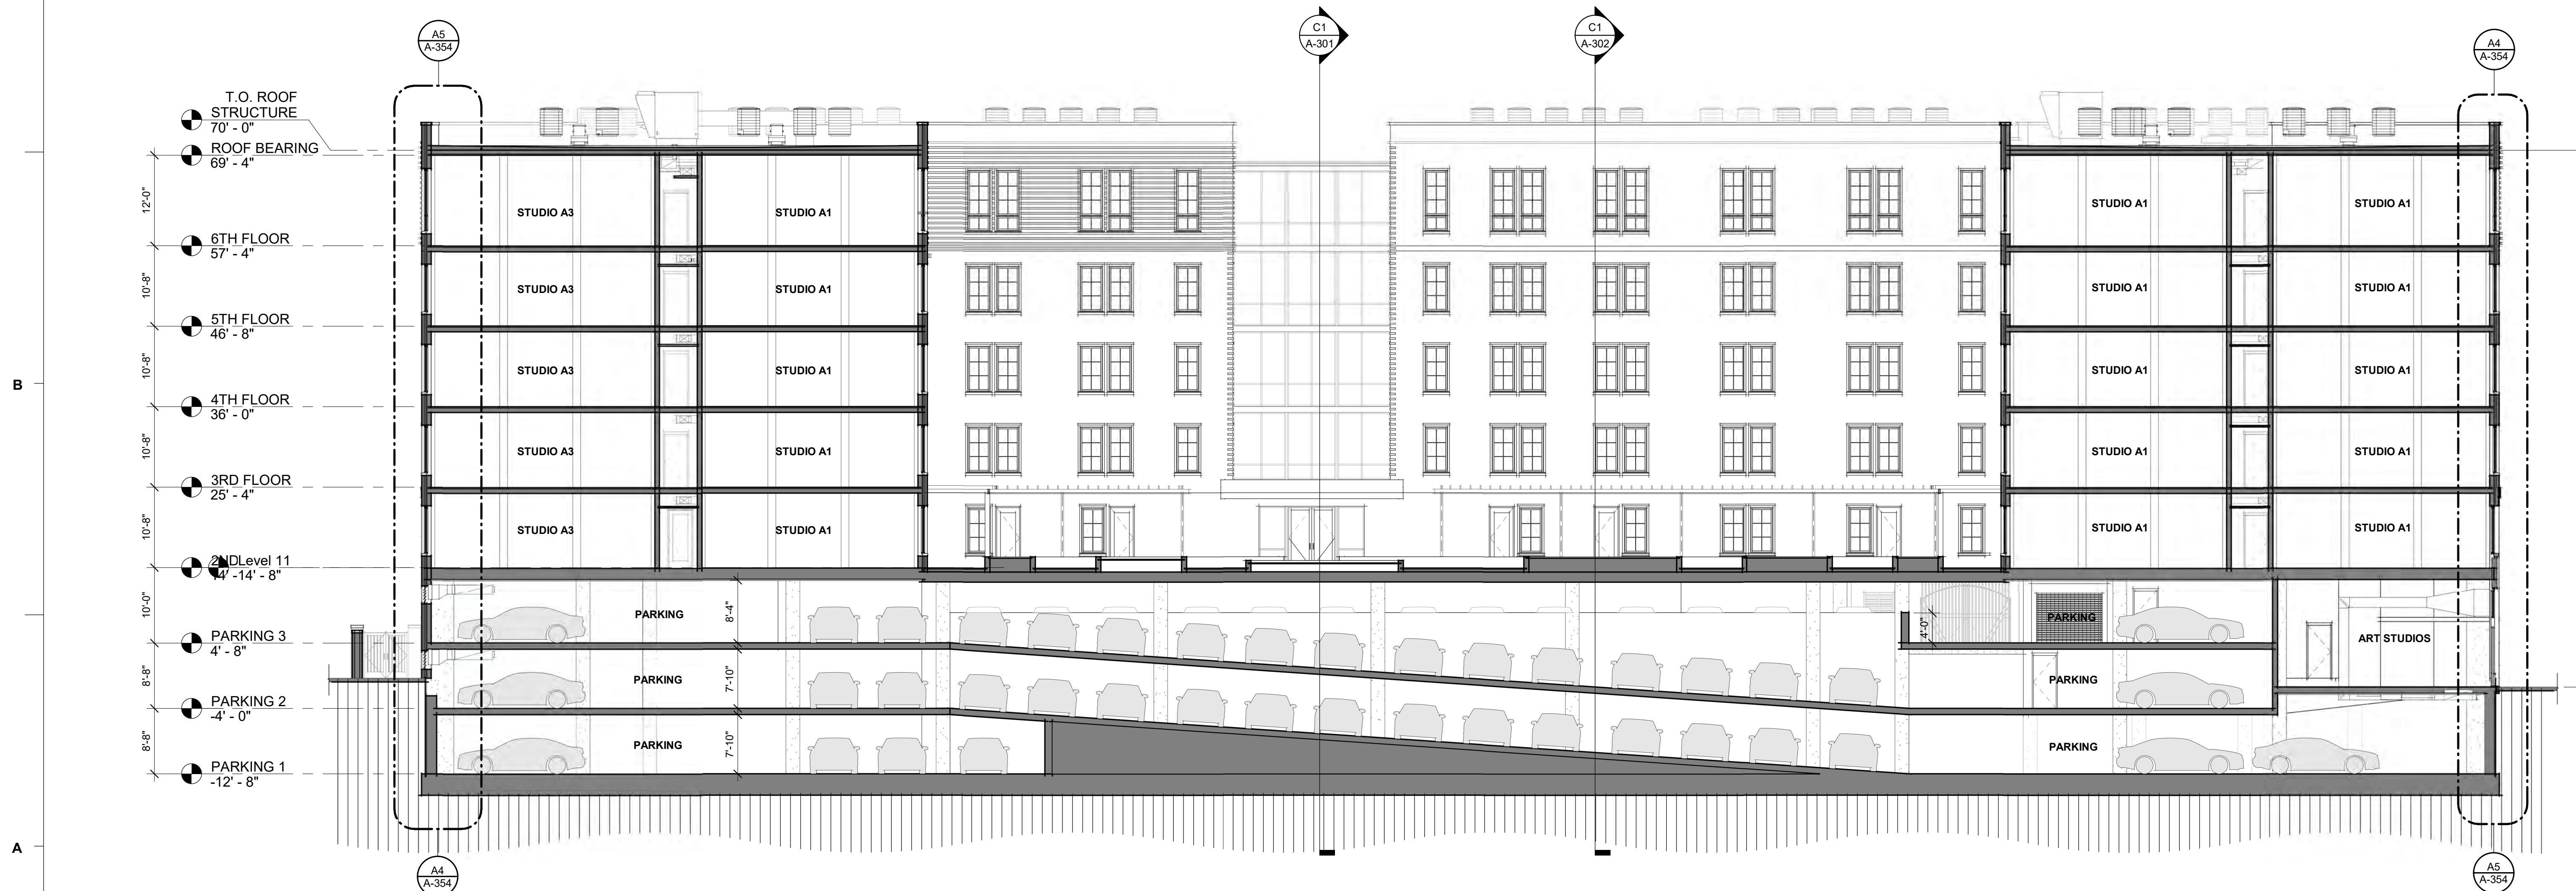 A5
A-354
C1
A-301
C1
A-302
A4
A-354
T.O. ROOF
STRUCTURE
70' - 0"
ROOF BEARING
69' - 4"
12'-0"
STUDIO A3
STUDIO A1
STUDIO A1
STUDIO A1
6TH FLOOR
57' - 4"
10'-8"
STUDIO A3
STUDIO A1
STUDIO A1
STUDIO A1
5TH FLOOR
46' - 8"
10'-8"
STUDIO A3
STUDIO A1
STUDIO A1
STUDIO A1
B
4TH FLOOR
36' - 0"
10'-8"
STUDIO A3
STUDIO A1
STUDIO A1
STUDIO A1
3RD FLOOR
25' - 4"
10'-8"
STUDIO A3
STUDIO A1
STUDIO A1
STUDIO A1
2NDLevel 11
14' -14' - 8"
10'-0"
PARKING
8'-4"
4'-0"
PARKING
ART STUDIOS
PARKING 3
4' - 8"
8'-8"
PARKING
7'-10"
PARKING
PARKING 2
-4' - 0"
8'-8"
PARKING
7'-10"
PARKING
PARKING 1
-12' - 8"
A
A4
A-354
A5
A-354